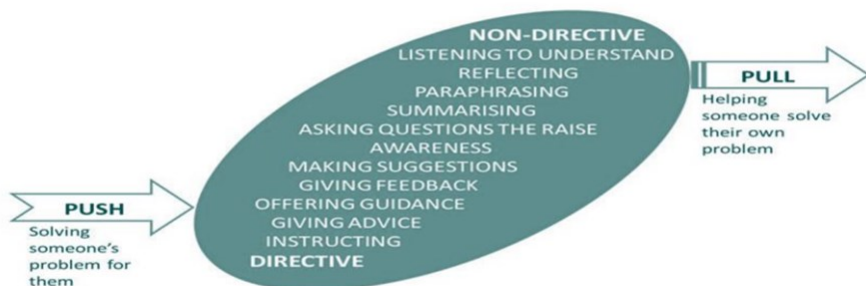 NON-DIRECTIVE
LISTENING TO UNDERSTAND
REFLECTING
PARAPHRASING
SUMMARISING
ASKING QUESTIONS THE RAISE
AWARENESS
MAKING SUGGESTIONS
GIVING FEEDBACK
OFFERING GUIDANCE
GIVING ADVICE
INSTRUCTING
DIRECTIVE
PUSH
Solving
someone's
problem for
them
PULL
Helping
someone solve
their own
problem